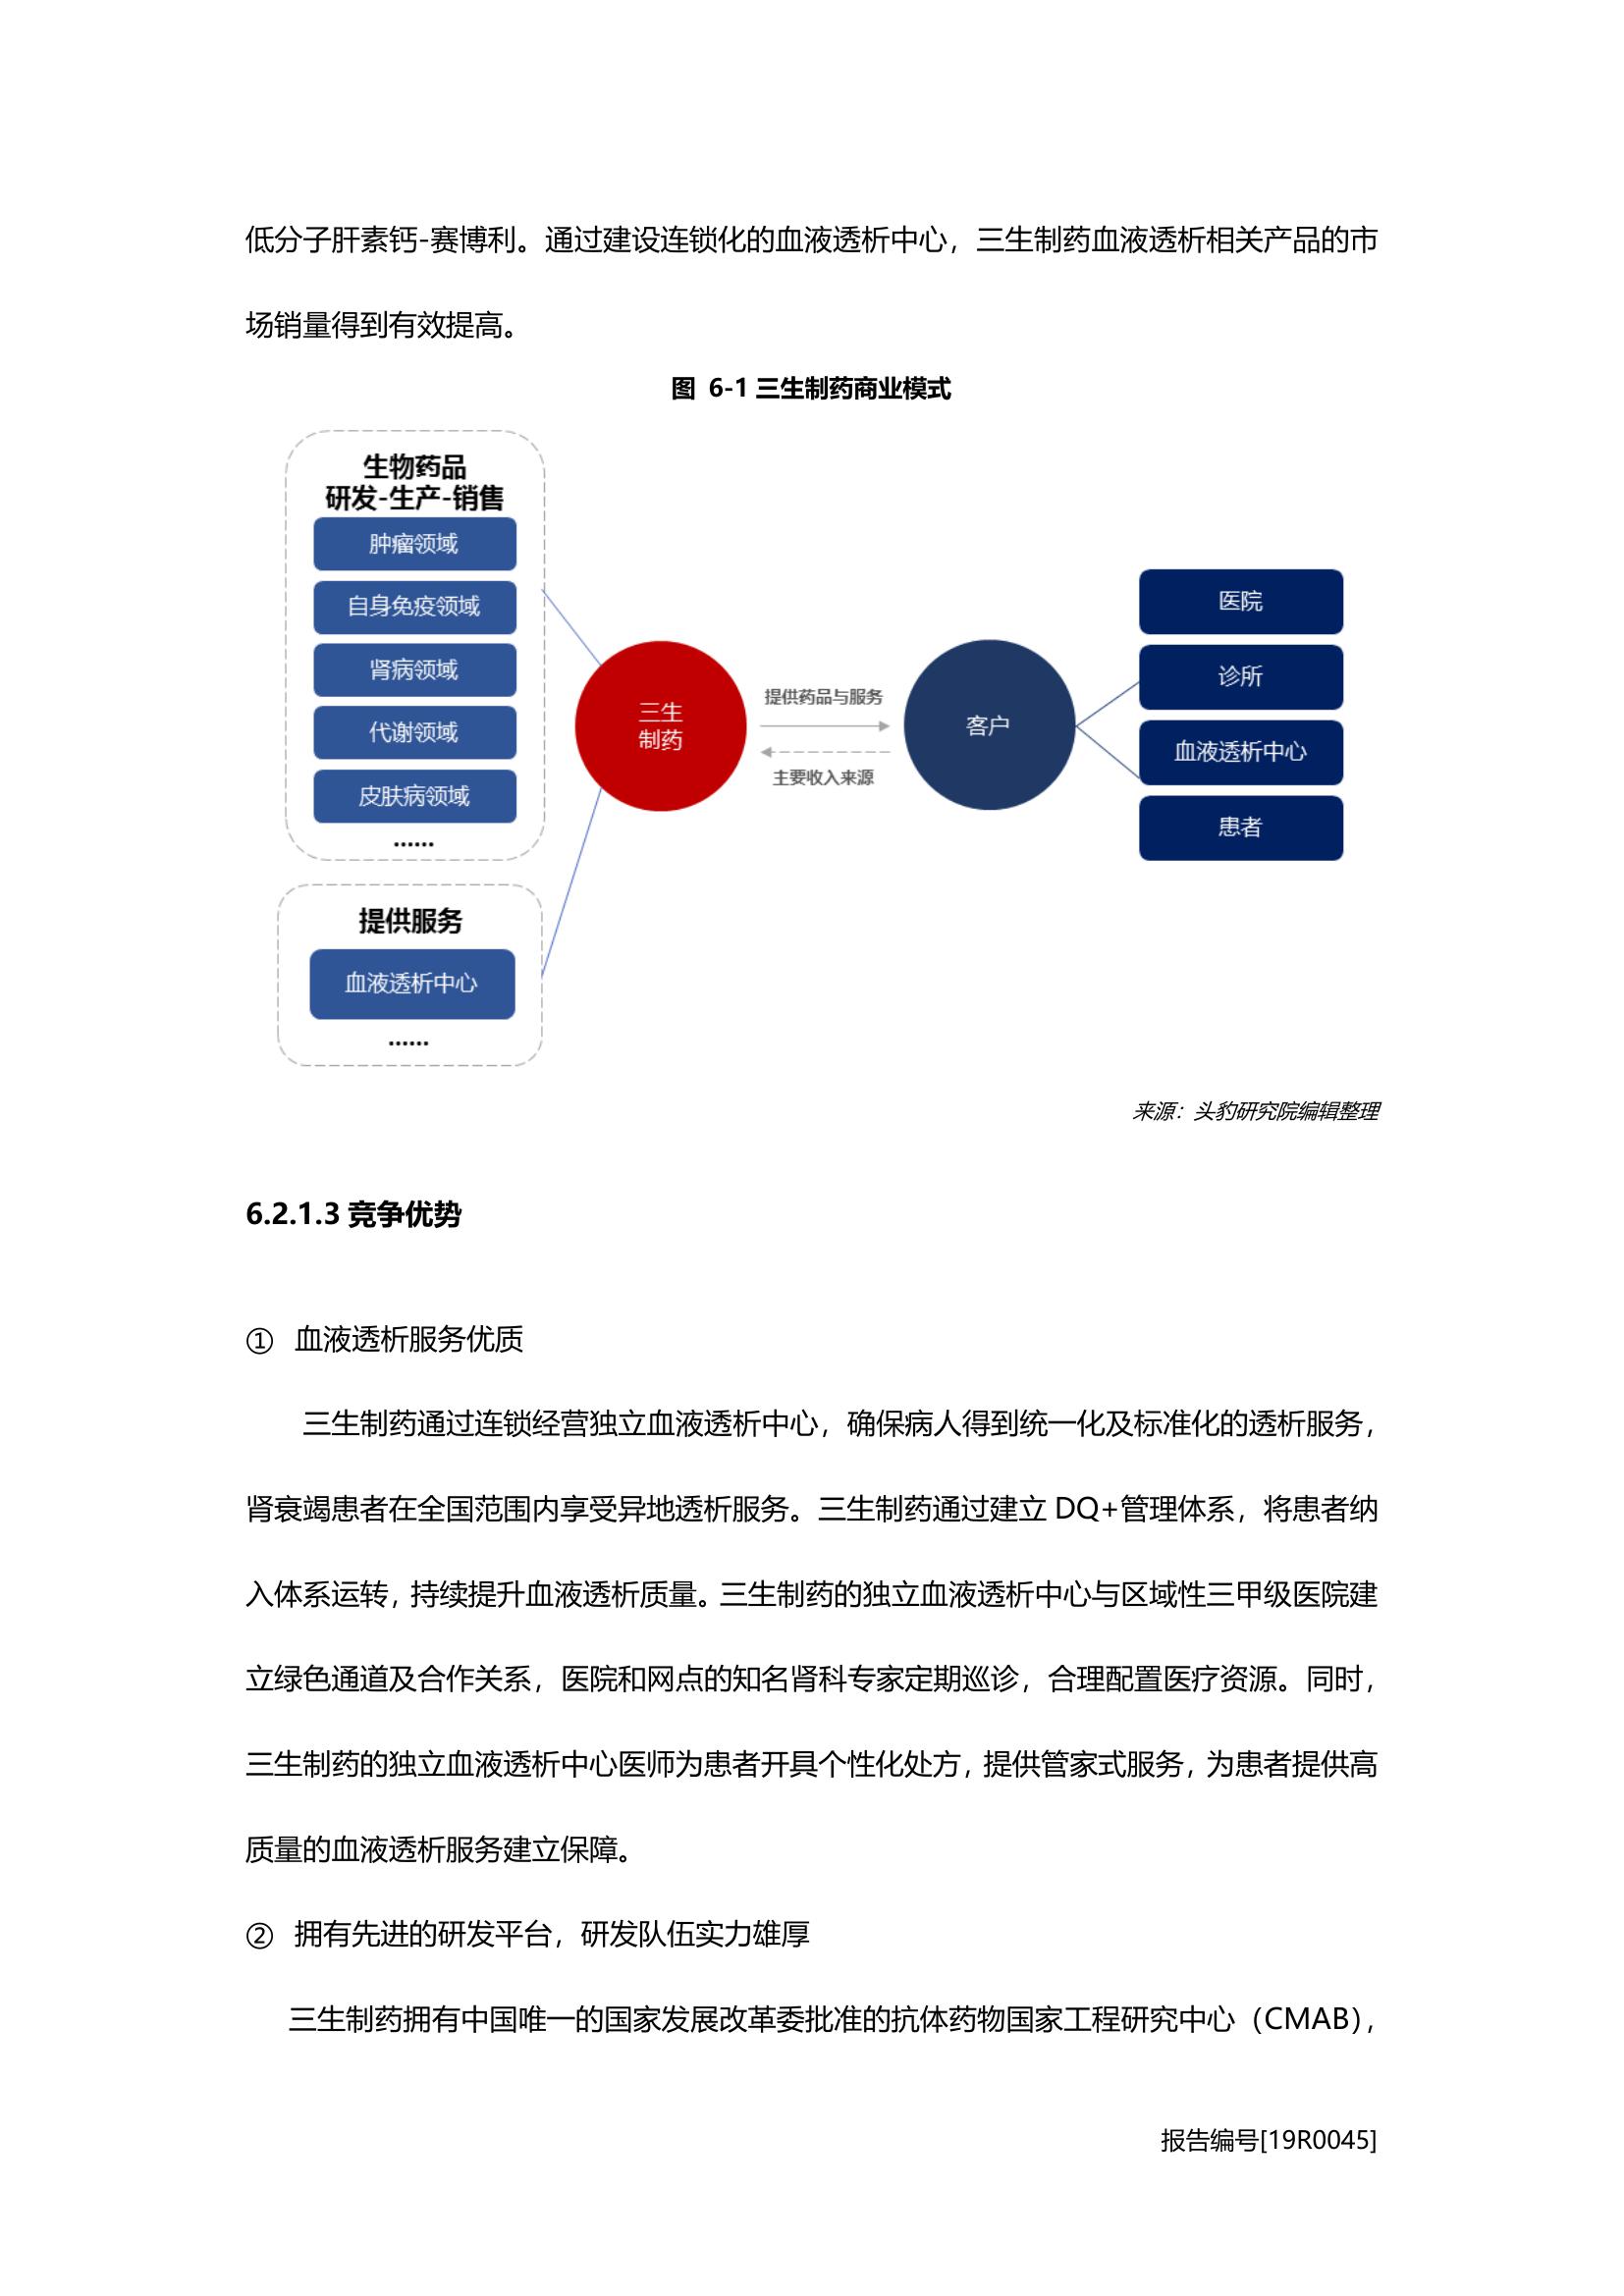 低分子肝素钙-赛博利。通过建设连锁化的血液透析中心，三生制药血液透析相关产品的市
场销量得到有效提高。
图 6-1 三生制药商业模式
生物药品
研发-生产-销售
肿瘤领域
自身免疫领域
肾病领域
代谢领域
皮肤病领域
......
提供服务
血液透析中心
......
三生
制药
提供药品与服务
主要收入来源
客户
医院
诊所
血液透析中心
患者
来源：头豹研究院编辑整理
6.2.1.3 竞争优势
① 血液透析服务优质
三生制药通过连锁经营独立血液透析中心，确保病人得到统一化及标准化的透析服务，
肾衰竭患者在全国范围内享受异地透析服务。三生制药通过建立 DQ+管理体系，将患者纳
入体系运转，持续提升血液透析质量。三生制药的独立血液透析中心与区域性三甲级医院建
立绿色通道及合作关系，医院和网点的知名肾科专家定期巡诊，合理配置医疗资源。同时，
三生制药的独立血液透析中心医师为患者开具个性化处方，提供管家式服务，为患者提供高
质量的血液透析服务建立保障。
② 拥有先进的研发平台，研发队伍实力雄厚
三生制药拥有中国唯一的国家发展改革委批准的抗体药物国家工程研究中心（CMAB），
报告编号[19R0045]